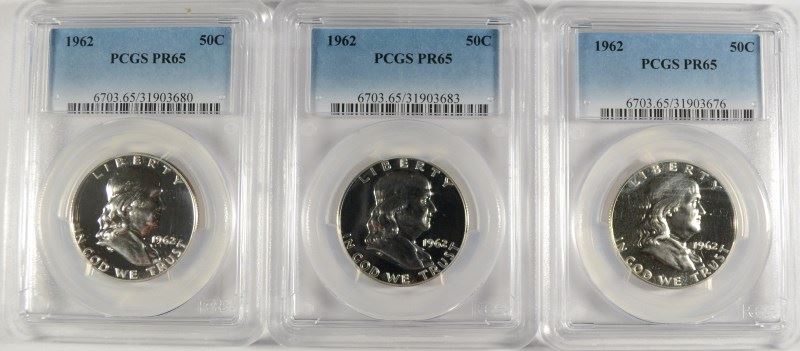 1962 50C
PCGS PR65
6703.65/31903680
LIBERTY
IN GOD WE TRUST
1962
1962 50C
PCGS PR65
6703.65/31903683
LIBERTY
IN GOD WE TRUST
1962
1962 50C
PCGS PR65
6703.65/31903676
LIBERTY
IN GOD WE TRUST
1962